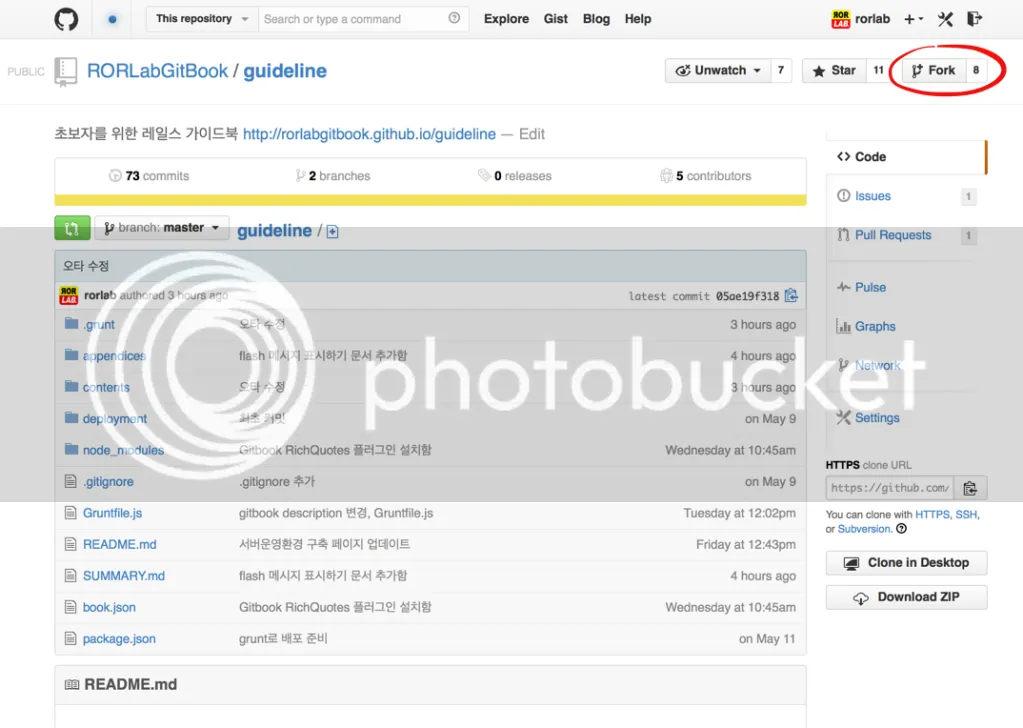 This repository Search or type a command Explore Gist Blog Help ROR LAB rorlab
PUBLIC RORLabGitBook / guideline Unwatch 7 Star 11 Fork 8
초보자를 위한 레일스 가이드북 http://rorlabgitbook.github.io/guideline — Edit
73 commits 2 branches 0 releases 5 contributors
branch: master guideline /
오타 수정
ROR LAB rorlab authored 3 hours ago latest commit 05ae19f318
.grunt 오타 수정 3 hours ago
appendices flash 메시지 표시하기 문서 추가함 4 hours ago
contents 오타 수정 3 hours ago
deployment 최초 커밋 on May 9
node_modules Gitbook RichQuotes 플러그인 설치함 Wednesday at 10:45am
.gitignore .gitignore 추가 on May 9
Gruntfile.js gitbook description 변경, Gruntfile.js Tuesday at 12:02pm
README.md 서버운영환경 구축 페이지 업데이트 Friday at 12:43pm
SUMMARY.md flash 메시지 표시하기 문서 추가함 4 hours ago
book.json Gitbook RichQuotes 플러그인 설치함 Wednesday at 10:45am
package.json grunt로 배포 준비 on May 11
README.md
Code
Issues 1
Pull Requests 1
Pulse
Graphs
Network
Settings
HTTPS clone URL
https://github.com/
You can clone with HTTPS, SSH,
or Subversion.
Clone in Desktop
Download ZIP
photobucket